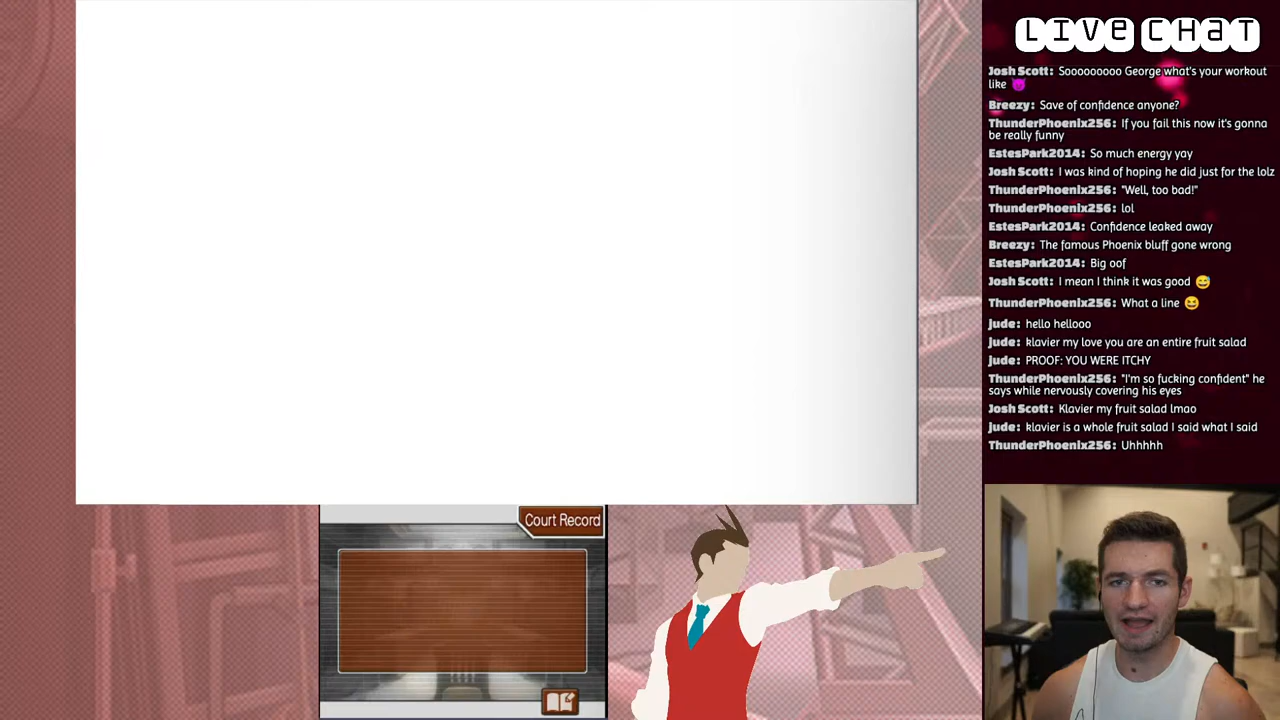 LIVE CHAT
Josh Scott: Sooooooooo George what's your workout
like 😈
Breezy: Save of confidence anyone?
ThunderPhoenix256: If you fail this now it's gonna
be really funny
EstesPark2014: So much energy yay
Josh Scott: I was kind of hoping he did just for the lolz
ThunderPhoenix256: "Well, too bad!"
ThunderPhoenix256: lol
EstesPark2014: Confidence leaked away
Breezy: The famous Phoenix bluff gone wrong
EstesPark2014: Big oof
Josh Scott: I mean I think it was good 😅
ThunderPhoenix256: What a line 😆
jude: hello hellooo
jude: klavier my love you are an entire fruit salad
jude: PROOF: YOU WERE ITCHY
ThunderPhoenix256: "I'm so fucking confident" he
says while nervously covering his eyes
Josh Scott: Klavier my fruit salad lmao
jude: klavier is a whole fruit salad I said what I said
ThunderPhoenix256: Uhhhhh
Court Record